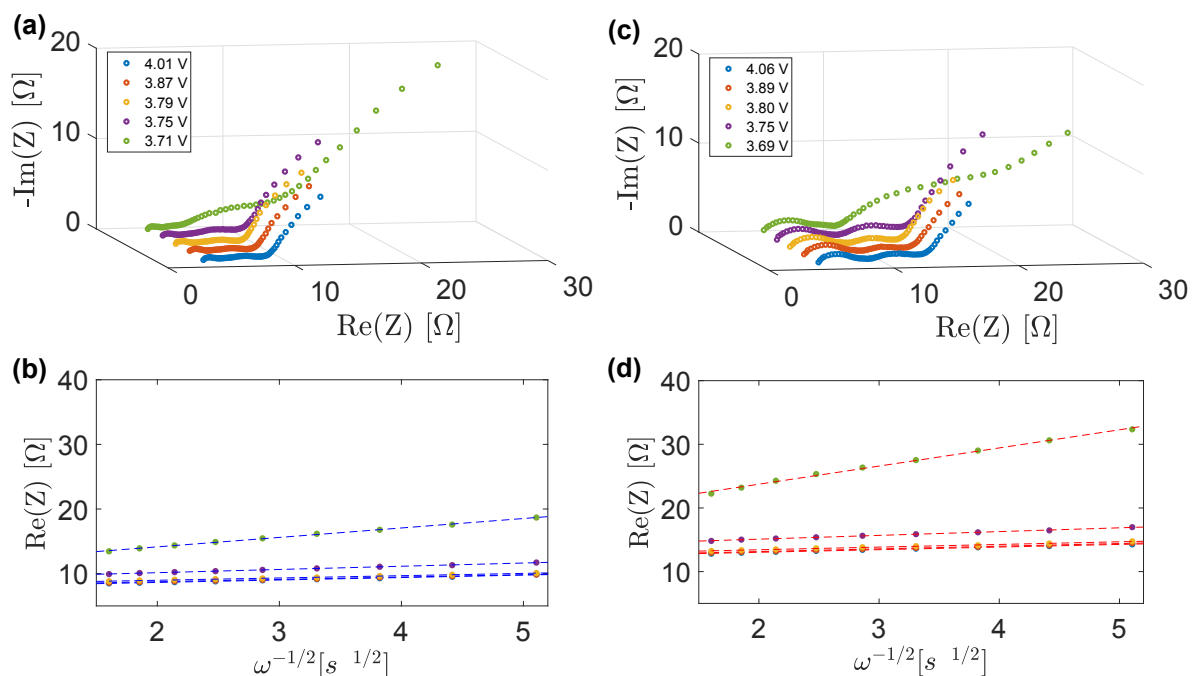 (a)
20
10
0
-Im(Z) [Ω]
4.01 V
3.87 V
3.79 V
3.75 V
3.71 V
0
10
20
30
Re(Z) [Ω]
(c)
20
10
0
-Im(Z) [Ω]
4.06 V
3.89 V
3.80 V
3.75 V
3.69 V
0
10
20
30
Re(Z) [Ω]
(b)
40
30
20
10
Re(Z) [Ω]
2
3
4
5
ω^{-1/2}[s^{1/2}]
(d)
40
30
20
10
Re(Z) [Ω]
2
3
4
5
ω^{-1/2}[s^{1/2}]